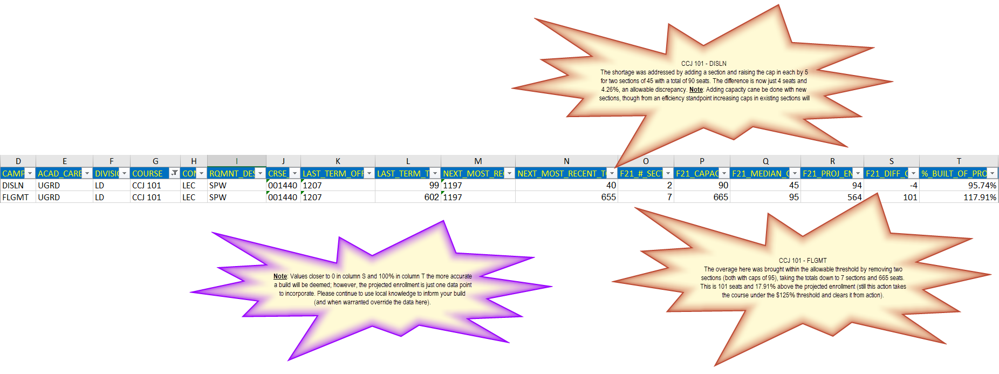 CCJ 101 - DISLN
The shortage was addressed by adding a section and raising the cap in each by 5
for two sections of 45 with a total of 90 seats. The difference is now just 4 seats and
4.26%, an allowable discrepancy. Note: Adding capacity cane be done with new
sections, though from an efficiency standpoint increasing caps in existing sections will
D E F G H I J K L M N O P Q R S T
CAMP ACAD_CARE DIVISI COURSE CO RQMNT_DES CRSE_ LAST_TERM_OFF LAST_TERM_T NEXT_MOST_RE NEXT_MOST_RECENT_T F21_#_SECT F21_CAPAC F21_MEDIAN_C F21_PROJ_EN F21_DIFF_C %_BUILT_OF_PRO
DISLN UGRD LD CCJ 101 LEC SPW 001440 1207 99 1197 40 2 90 45 94 -4 95.74%
FLGMT UGRD LD CCJ 101 LEC SPW 001440 1207 602 1197 655 7 665 95 564 101 117.91%
Note: Values closer to 0 in column S and 100% in column T the more accurate
a build will be deemed; however, the projected enrollment is just one data point
to incorporate. Please continue to use local knowledge to inform your build
(and when warranted override the data here).
CCJ 101 - FLGMT
The overage here was brought within the allowable threshold by removing two
sections (both with caps of 95), taking the totals down to 7 sections and 665 seats.
This is 101 seats and 17.91% above the projected enrollment (still this action takes
the course under the $125% threshold and clears it from action).